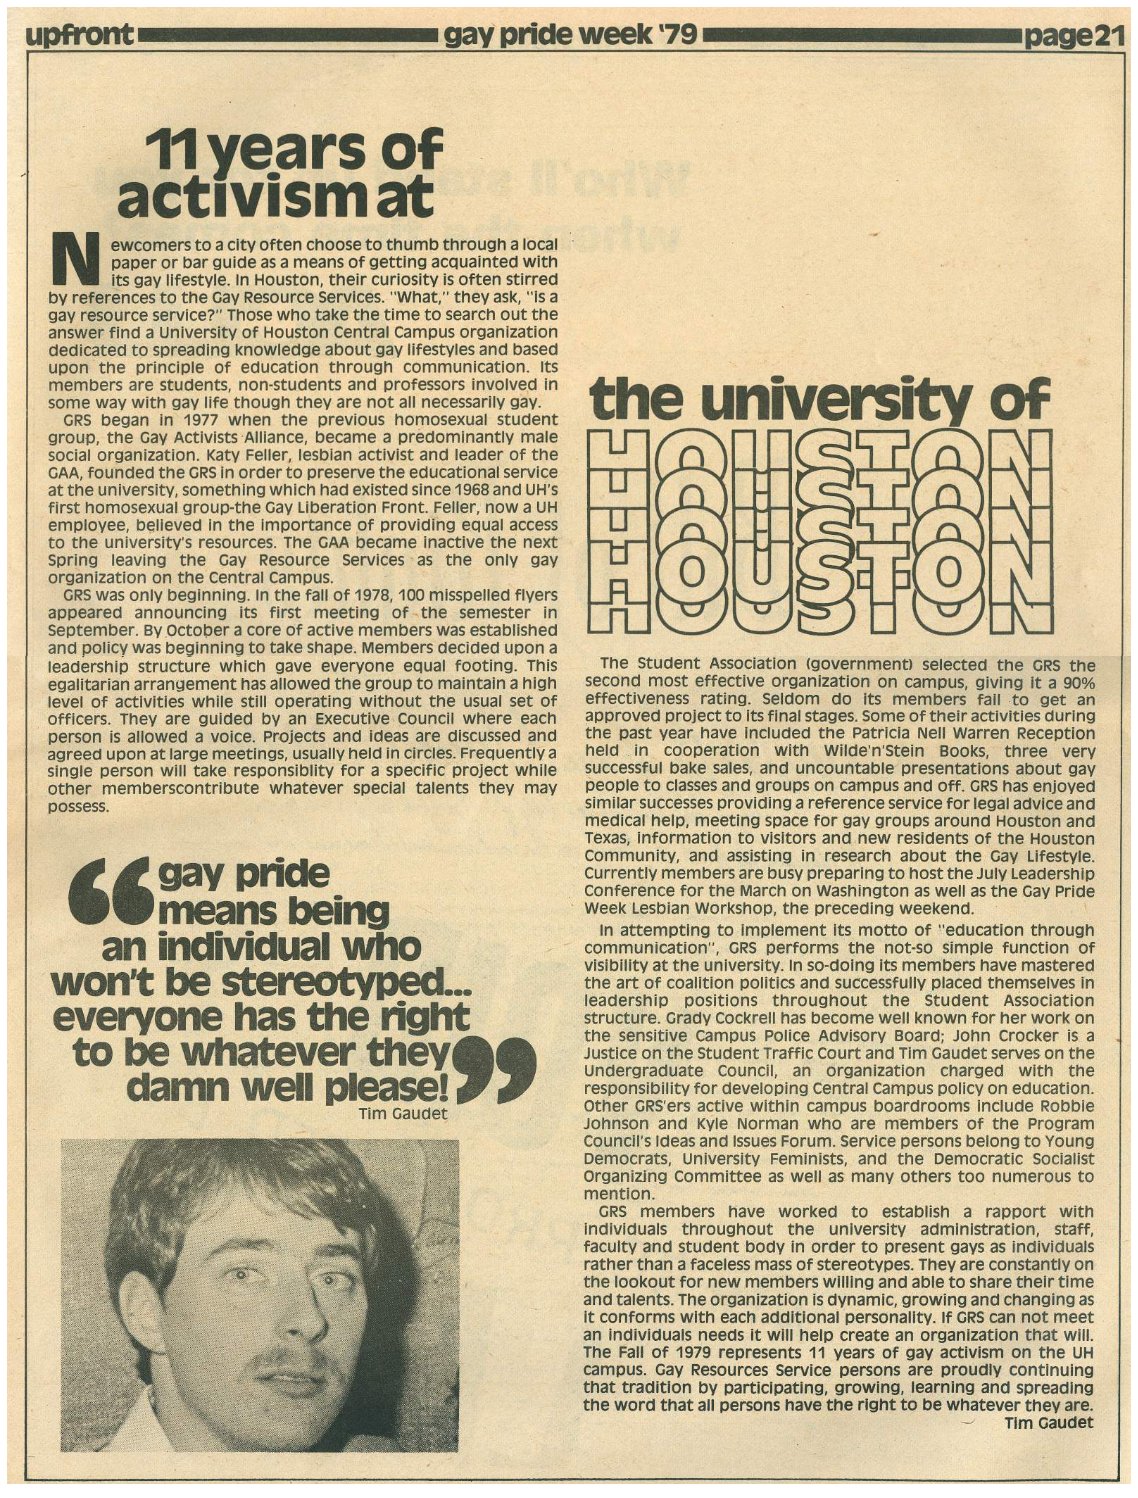 upfront gay pride week '79 page21
11 years of
activism at
Newcomers to a city often choose to thumb through a local
paper or bar guide as a means of getting acquainted with
its gay lifestyle. In Houston, their curiosity is often stirred
by references to the Gay Resource Services. "What," they ask, "is a
gay resource service?" Those who take the time to search out the
answer find a University of Houston Central Campus organization
dedicated to spreading knowledge about gay lifestyles and based
upon the principle of education through communication. Its
members are students, non-students and professors involved in
some way with gay life though they are not all necessarily gay.
GRS began in 1977 when the previous homosexual student
group, the Gay Activists Alliance, became a predominantly male
social organization. Katy Feller, lesbian activist and leader of the
GAA, founded the GRS in order to preserve the educational service
at the university, something which had existed since 1968 and UH's
first homosexual group-the Gay Liberation Front. Feller, now a UH
employee, believed in the importance of providing equal access
to the university's resources. The GAA became inactive the next
Spring leaving the Gay Resource Services as the only gay
organization on the Central Campus.
GRS was only beginning. In the fall of 1978, 100 misspelled flyers
appeared announcing its first meeting of the semester in
September. By October a core of active members was established
and policy was beginning to take shape. Members decided upon a
leadership structure which gave everyone equal footing. This
egalitarian arrangement has allowed the group to maintain a high
level of activities while still operating without the usual set of
officers. They are guided by an Executive Council where each
person is allowed a voice. Projects and ideas are discussed and
agreed upon at large meetings, usually held in circles. Frequently a
single person will take responsiblity for a specific project while
other memberscontribute whatever special talents they may
possess.
“gay pride
means being
an individual who
won't be stereotyped...
everyone has the right
to be whatever they
damn well please!”
Tim Gaudet
the university of
HOUSTON
HOUSTON
HOUSTON
HOUSTON
HOUSTON
The Student Association (government) selected the GRS the
second most effective organization on campus, giving it a 90%
effectiveness rating. Seldom do its members fail to get an
approved project to its final stages. Some of their activities during
the past year have included the Patricia Nell Warren Reception
held in cooperation with Wilde'n'Stein Books, three very
successful bake sales, and uncountable presentations about gay
people to classes and groups on campus and off. GRS has enjoyed
similar successes providing a reference service for legal advice and
medical help, meeting space for gay groups around Houston and
Texas, information to visitors and new residents of the Houston
Community, and assisting in research about the Gay Lifestyle.
Currently members are busy preparing to host the July Leadership
Conference for the March on Washington as well as the Gay Pride
Week Lesbian Workshop, the preceding weekend.
In attempting to implement its motto of "education through
communication", GRS performs the not-so simple function of
visibility at the university. In so-doing its members have mastered
the art of coalition politics and successfully placed themselves in
leadership positions throughout the Student Association
structure. Grady Cockrell has become well known for her work on
the sensitive Campus Police Advisory Board; John Crocker is a
Justice on the Student Traffic Court and Tim Gaudet serves on the
Undergraduate Council, an organization charged with the
responsibility for developing Central Campus policy on education.
Other GRS'ers active within campus boardrooms include Robbie
Johnson and Kyle Norman who are members of the Program
Council's Ideas and Issues Forum. Service persons belong to Young
Democrats, University Feminists, and the Democratic Socialist
Organizing Committee as well as many others too numerous to
mention.
GRS members have worked to establish a rapport with
individuals throughout the university administration, staff,
faculty and student body in order to present gays as individuals
rather than a faceless mass of stereotypes. They are constantly on
the lookout for new members willing and able to share their time
and talents. The organization is dynamic, growing and changing as
it conforms with each additional personality. If GRS can not meet
an individuals needs it will help create an organization that will.
The Fall of 1979 represents 11 years of gay activism on the UH
campus. Gay Resources Service persons are proudly continuing
that tradition by participating, growing, learning and spreading
the word that all persons have the right to be whatever they are.
Tim Gaudet